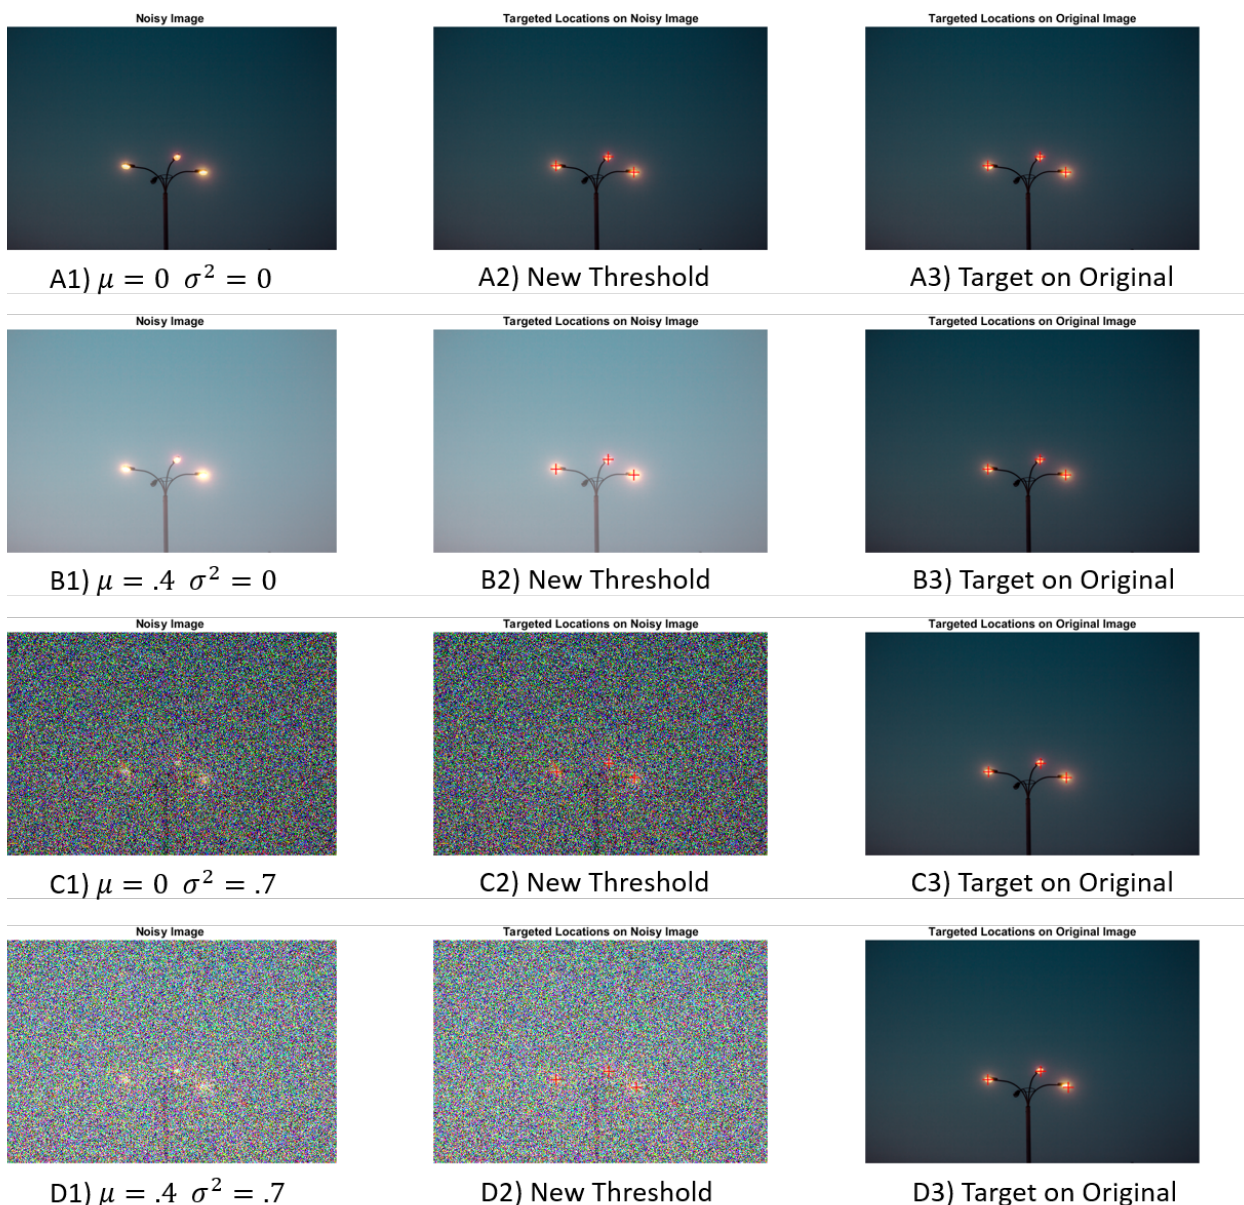 Noisy Image
Targeted Locations on Noisy Image
Targeted Locations on Original Image
A1) μ = 0 σ² = 0
A2) New Threshold
A3) Target on Original
Noisy Image
Targeted Locations on Noisy Image
Targeted Locations on Original Image
B1) μ = .4 σ² = 0
B2) New Threshold
B3) Target on Original
Noisy Image
Targeted Locations on Noisy Image
Targeted Locations on Original Image
C1) μ = 0 σ² = .7
C2) New Threshold
C3) Target on Original
Noisy Image
Targeted Locations on Noisy Image
Targeted Locations on Original Image
D1) μ = .4 σ² = .7
D2) New Threshold
D3) Target on Original